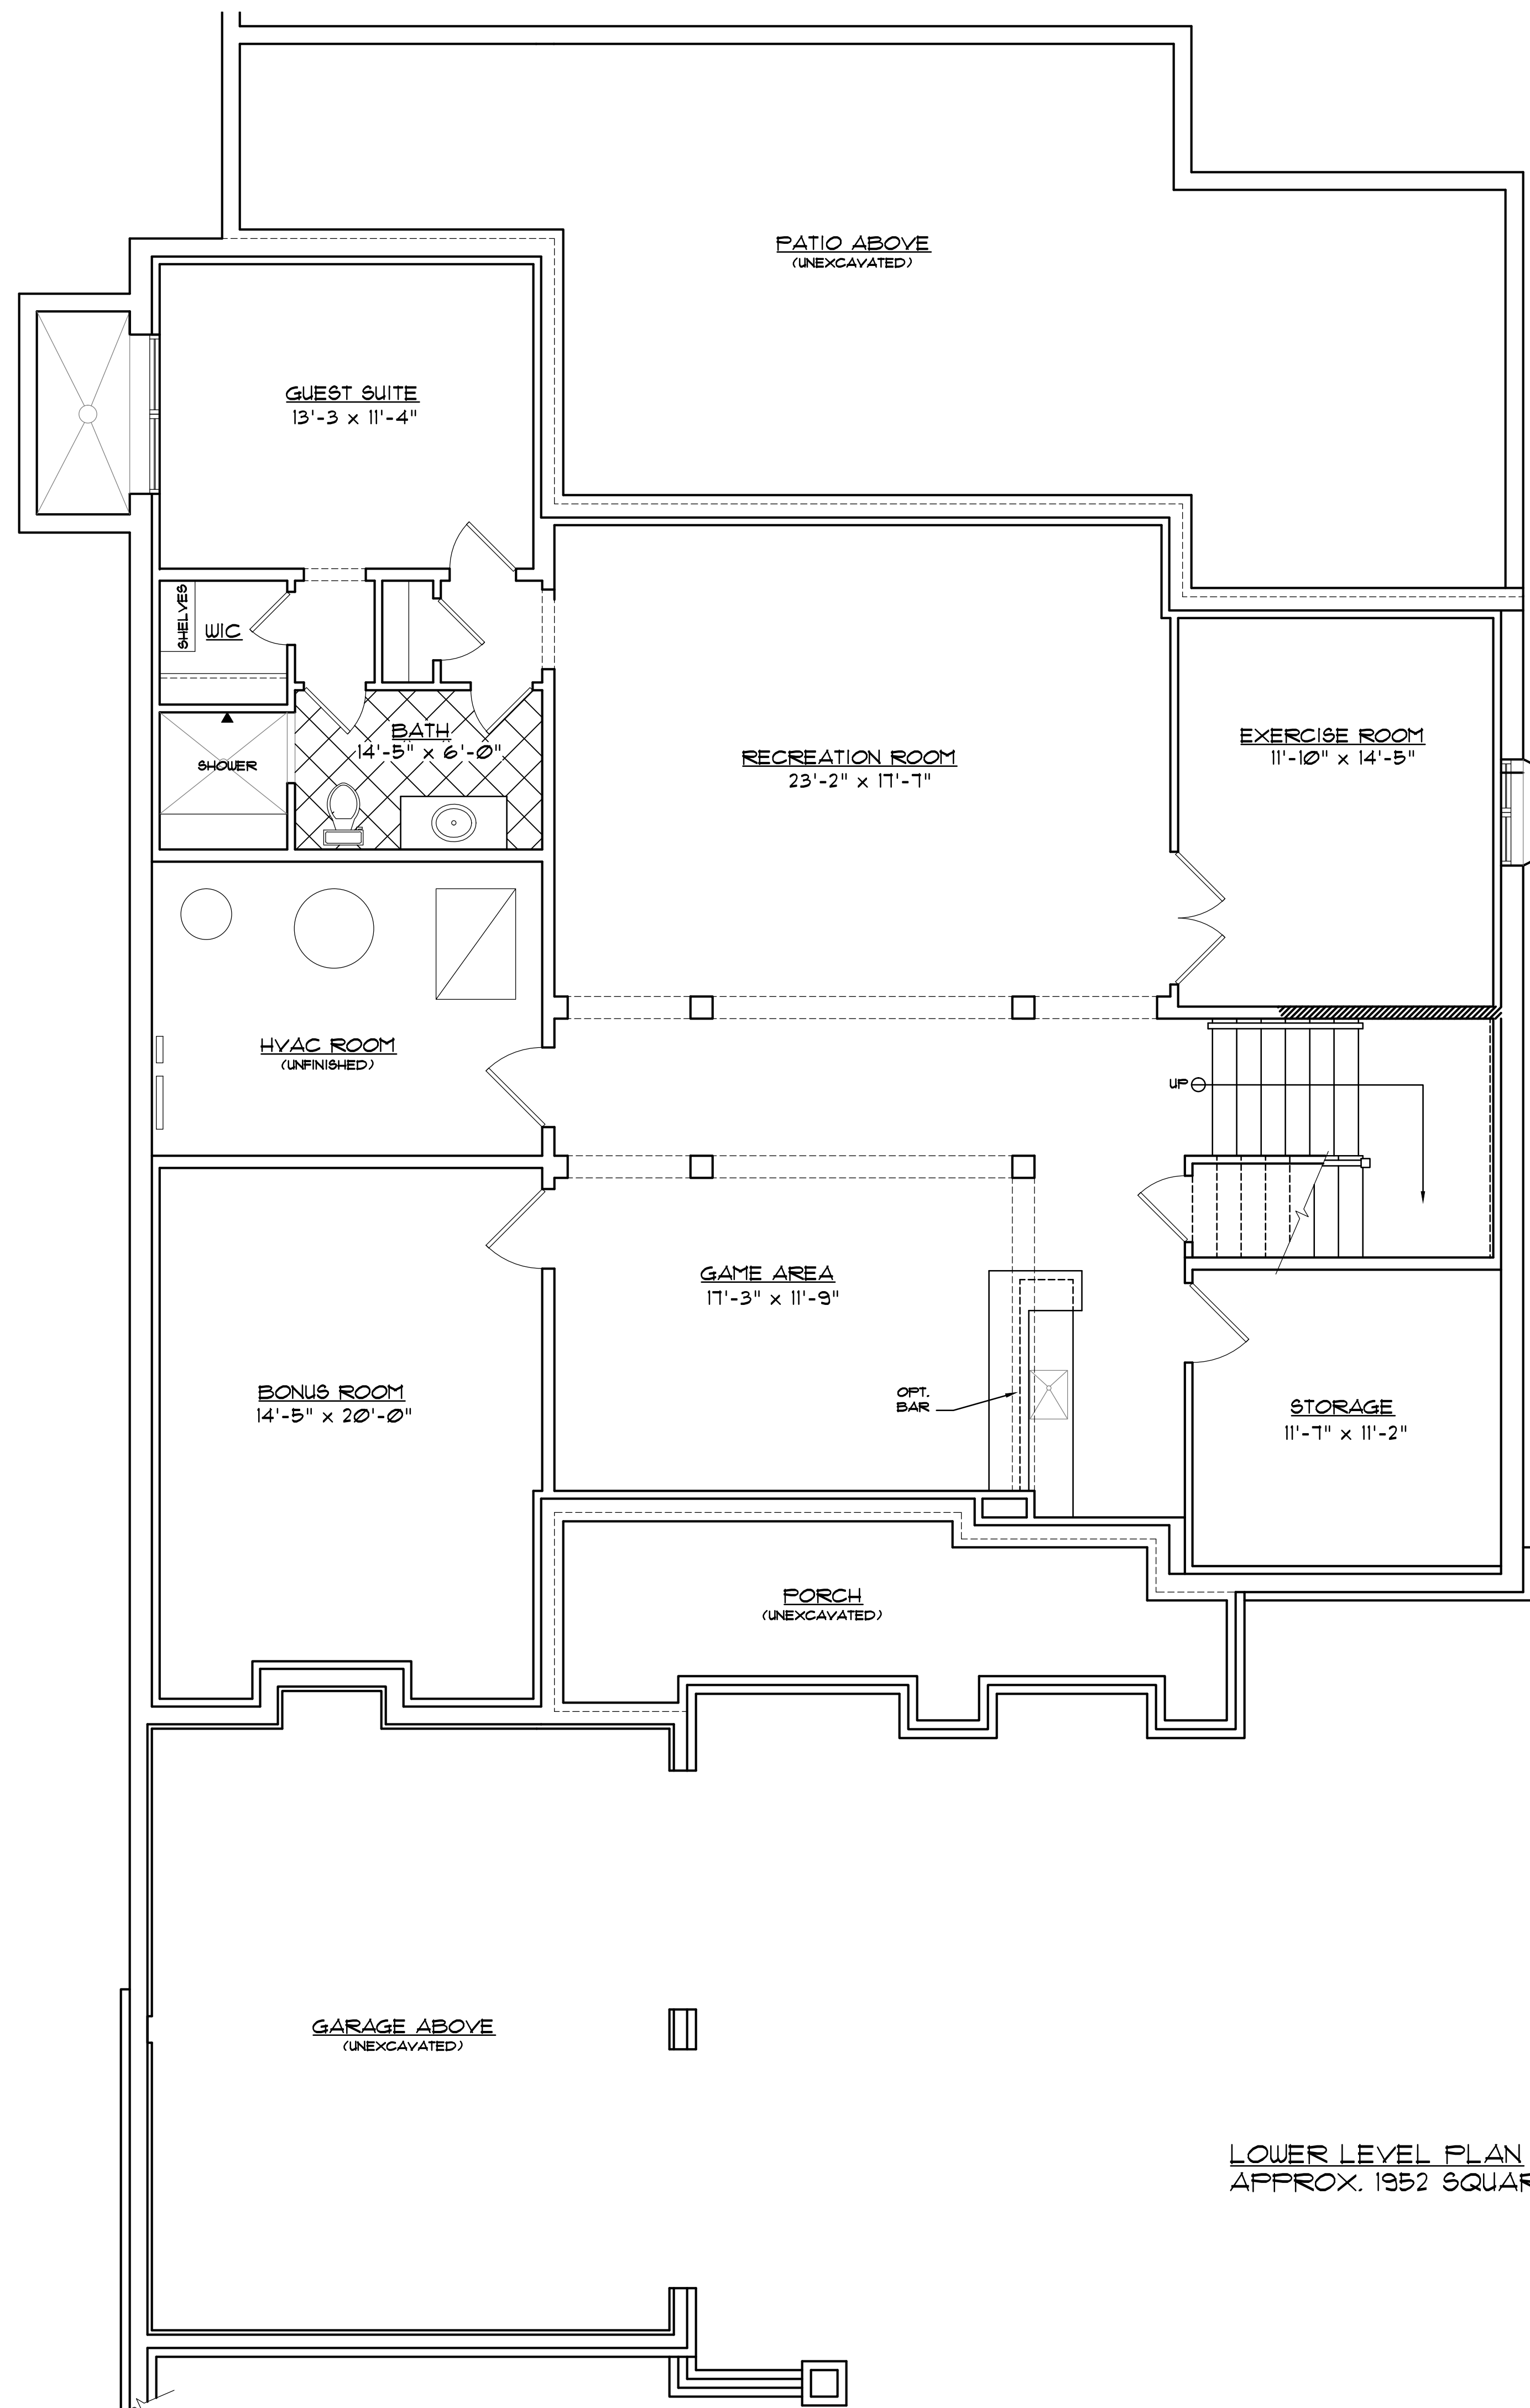 PATIO ABOVE
(UNEXCAVATED)
GUEST SUITE
13'-3 x 11'-4"
SHELVES
WIC
BATH
14'-5" x 6'-0"
SHOWER
RECREATION ROOM
23'-2" x 17'-7"
EXERCISE ROOM
11'-10" x 14'-5"
HVAC ROOM
(UNFINISHED)
UP
GAME AREA
17'-3" x 11'-9"
BONUS ROOM
14'-5" x 20'-0"
OPT.
BAR
STORAGE
11'-7" x 11'-2"
PORCH
(UNEXCAVATED)
GARAGE ABOVE
(UNEXCAVATED)
LOWER LEVEL PLAN
APPROX. 1952 SQUAR